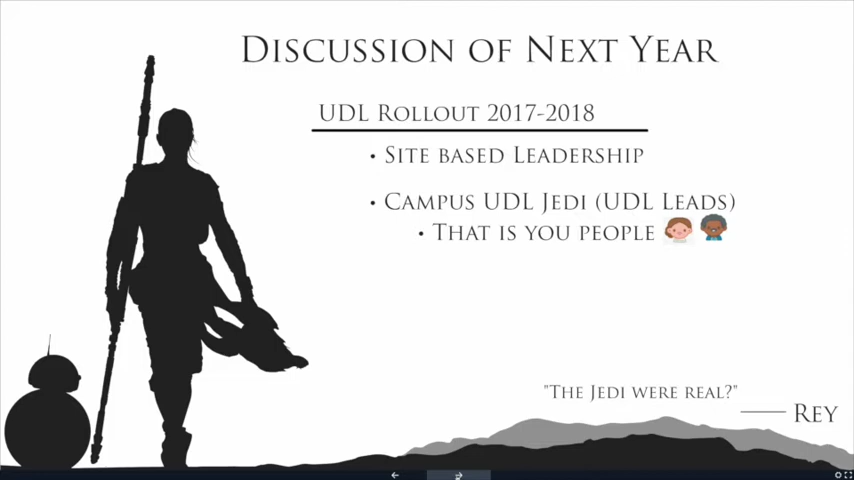 Discussion of Next Year
UDL Rollout 2017-2018
• Site based Leadership
• Campus UDL Jedi (UDL Leads)
• That is you people
"The Jedi were real?"
— Rey